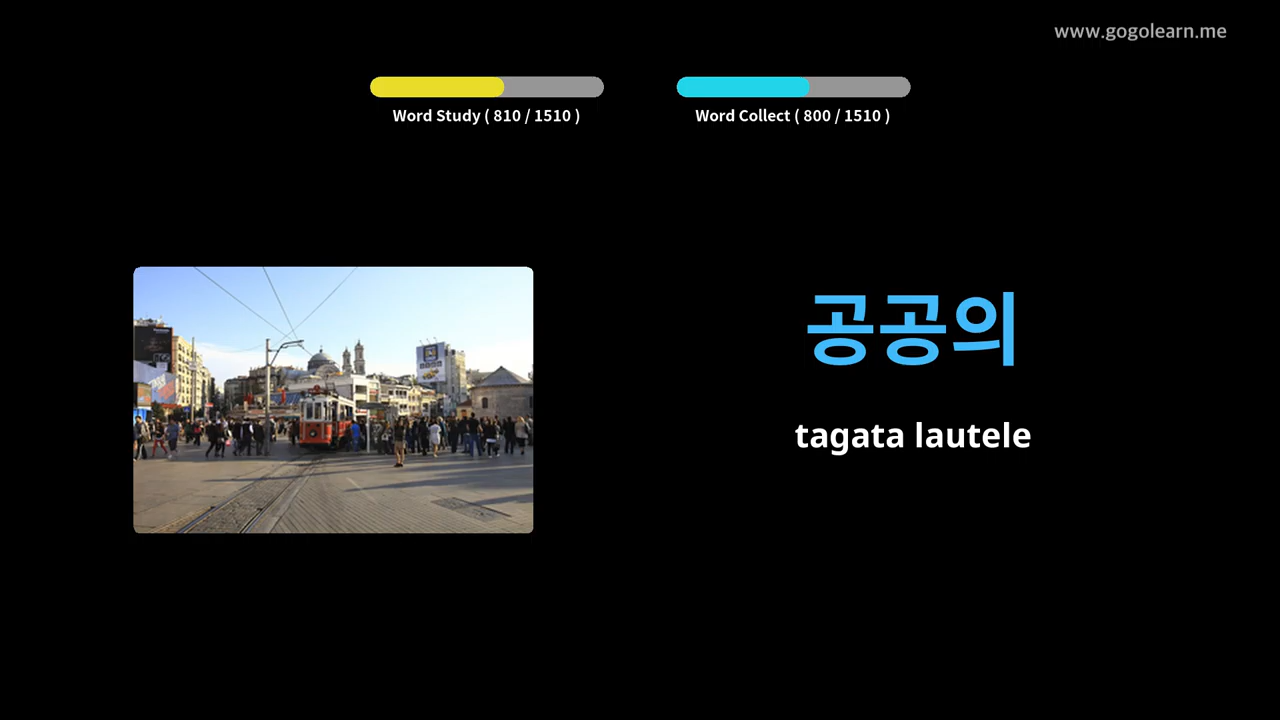 www.gogolearn.me
Word Study ( 810 / 1510 )
Word Collect ( 800 / 1510 )
공공의
tagata lautele